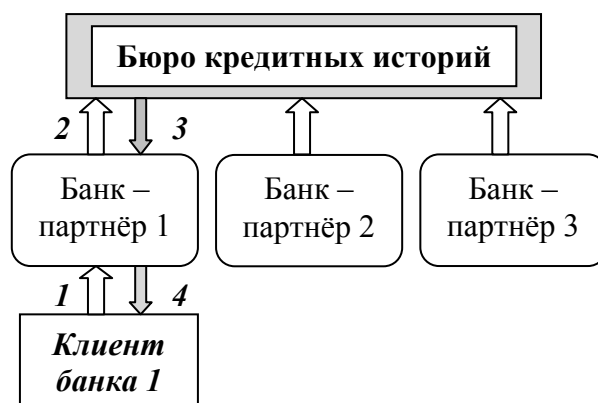 Бюро кредитных историй
2
3
Банк –
партнёр 1
Банк –
партнёр 2
Банк –
партнёр 3
1
4
Клиент
банка 1